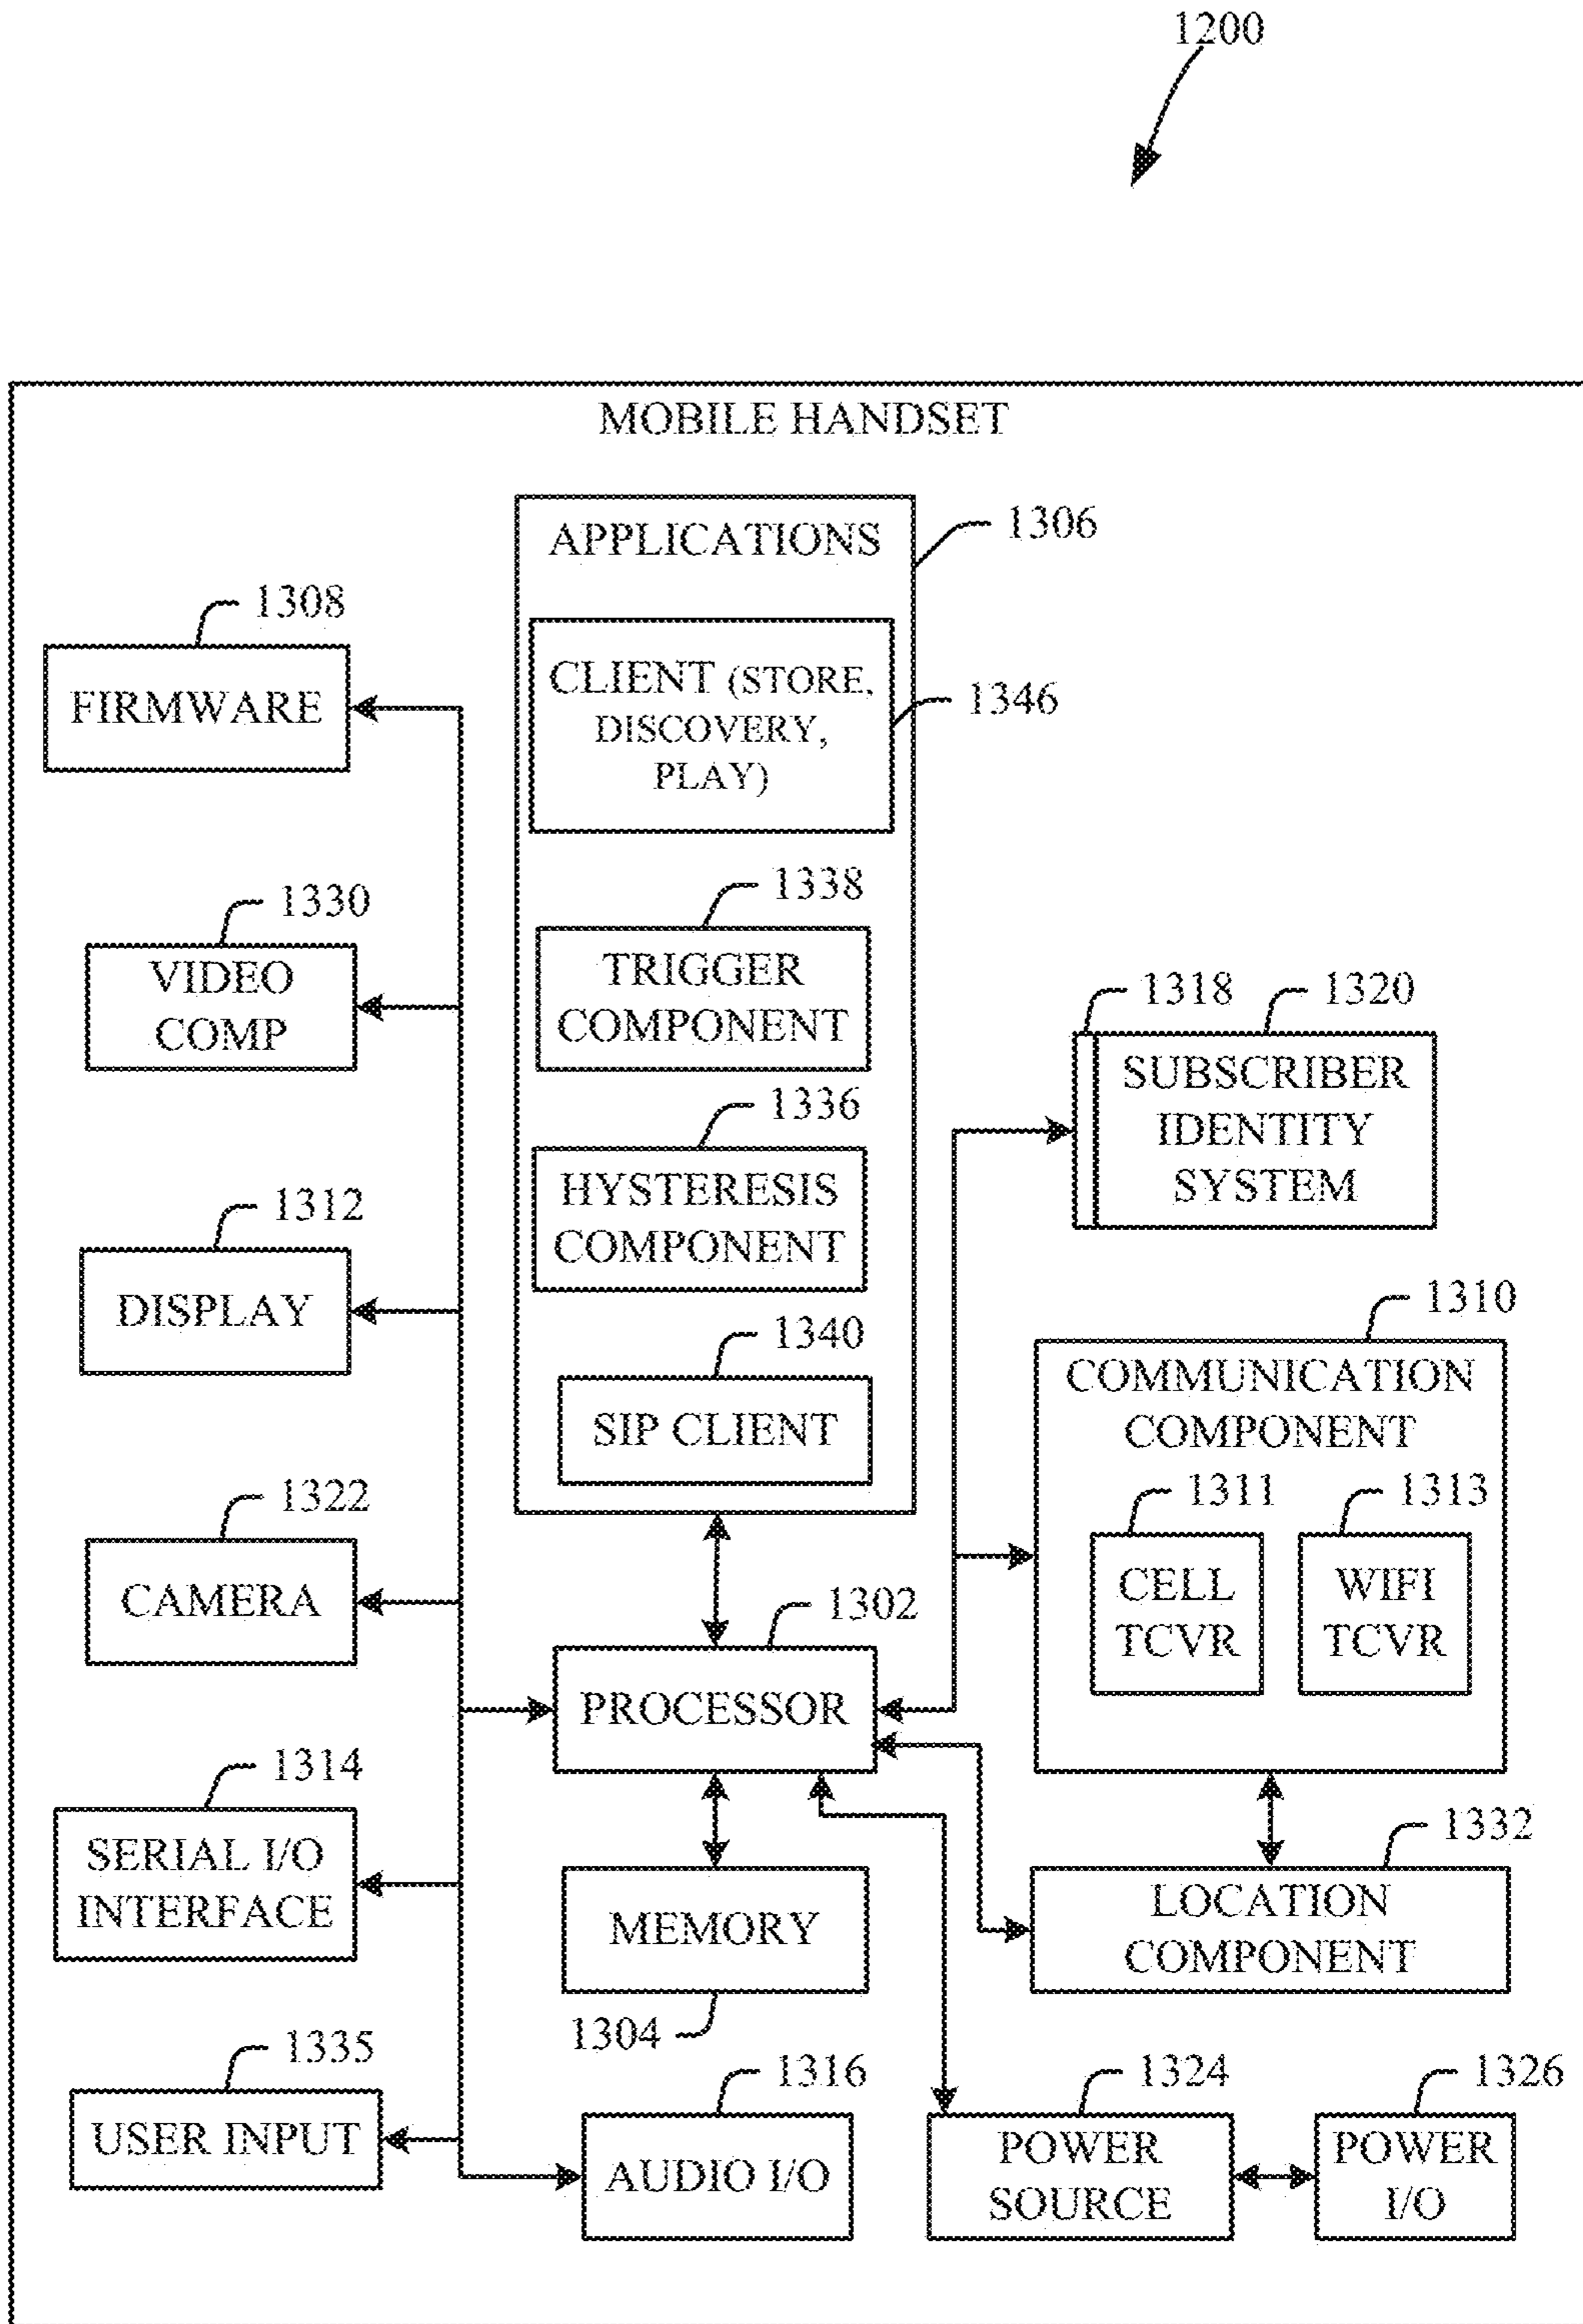 1200
MOBILE HANDSET
APPLICATIONS
1306
CLIENT (STORE,
DISCOVERY,
PLAY)
1346
1308
FIRMWARE
1338
TRIGGER
COMPONENT
1330
VIDEO
COMP
1318
1320
SUBSCRIBER
IDENTITY
SYSTEM
1336
HYSTERESIS
COMPONENT
1312
DISPLAY
1340
SIP CLIENT
1310
COMMUNICATION
COMPONENT
1311
CELL
TCVR
1313
WIFI
TCVR
1322
CAMERA
1302
PROCESSOR
1314
SERIAL I/O
INTERFACE
MEMORY
1304
1332
LOCATION
COMPONENT
1335
USER INPUT
1316
AUDIO I/O
1324
POWER
SOURCE
1326
POWER
I/O